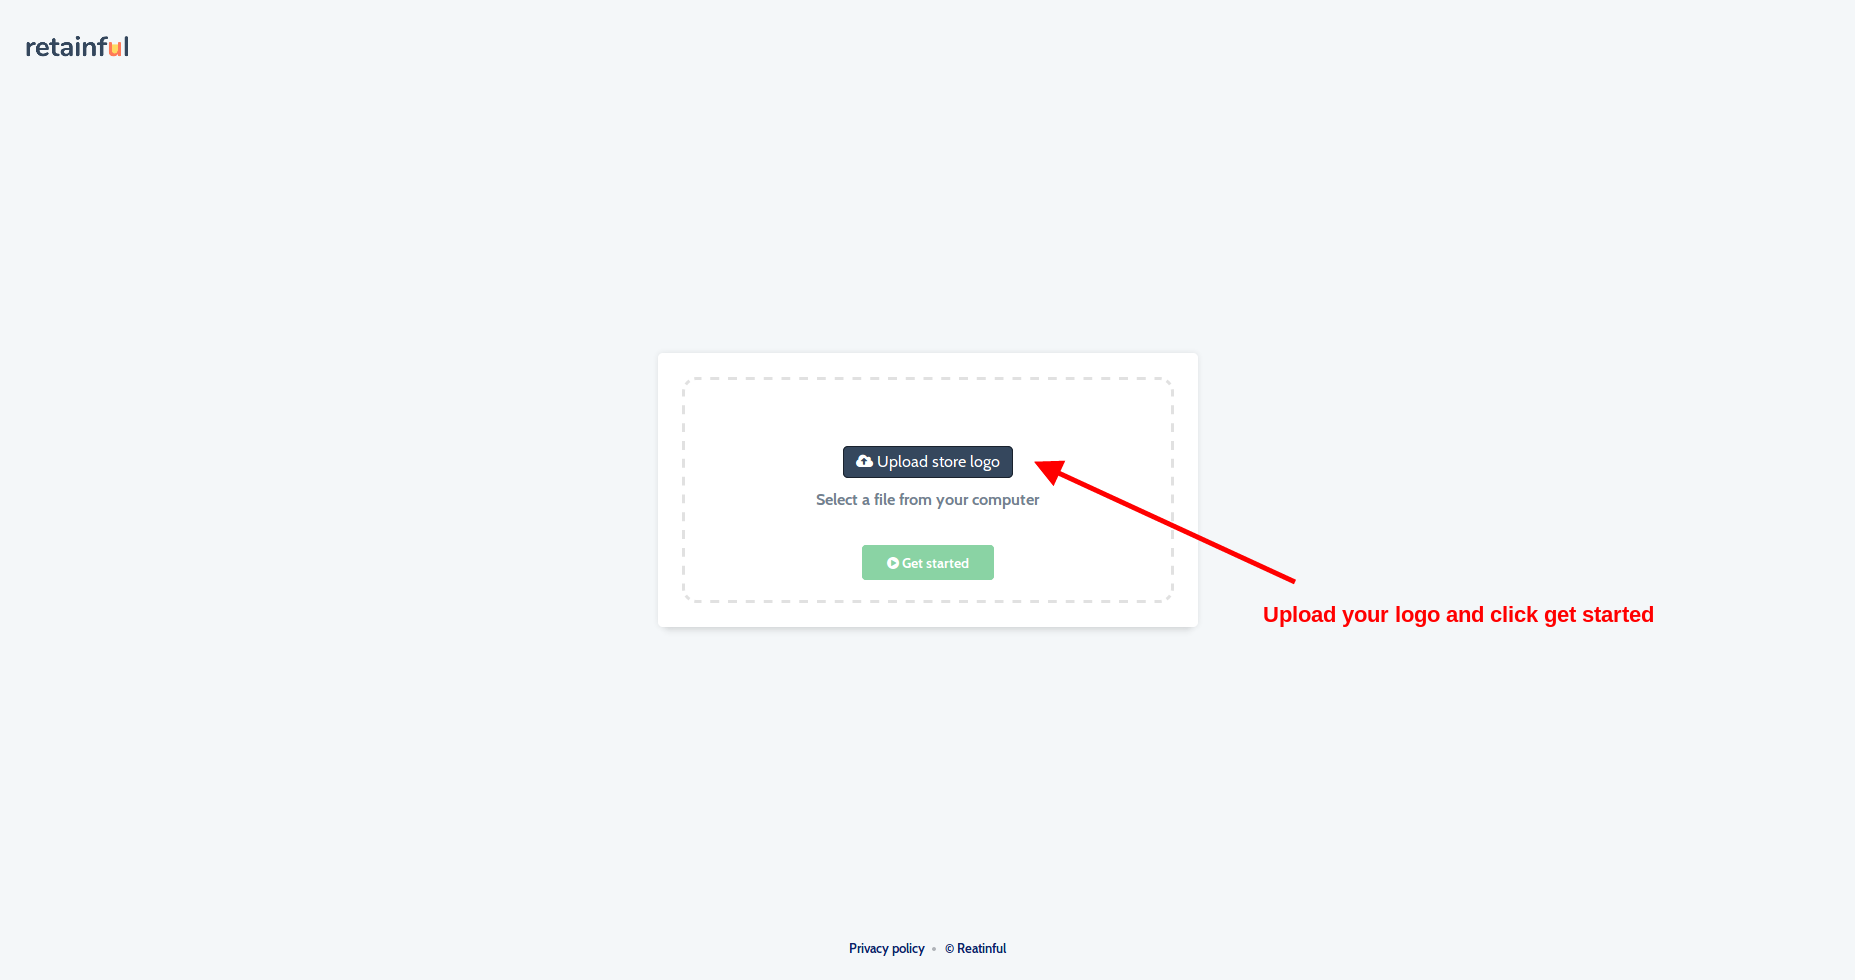 retainful
Upload store logo
Select a file from your computer
Get started
Upload your logo and click get started
Privacy policy • © Reatinful